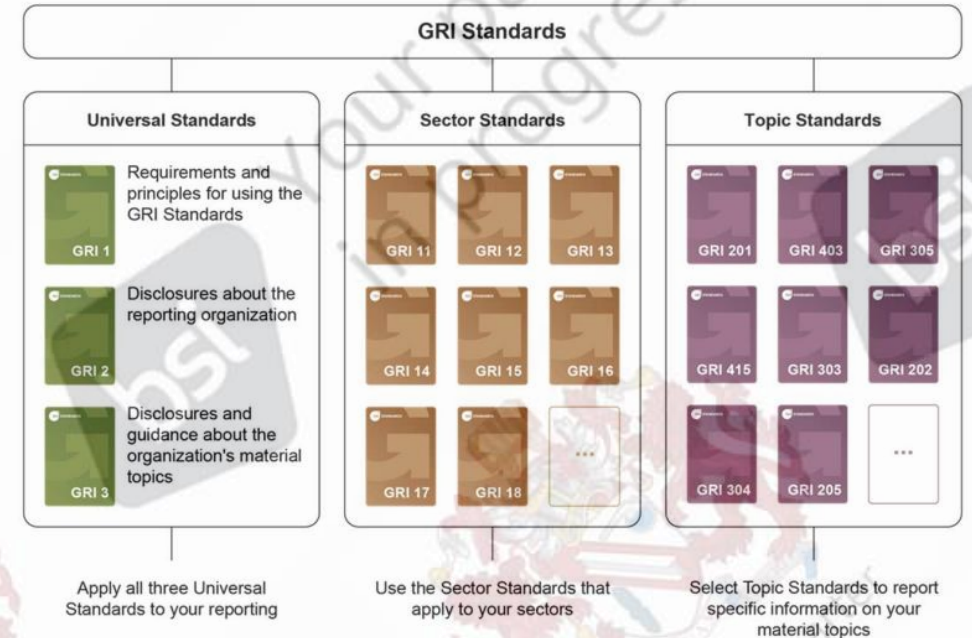 GRI Standards
Universal Standards
GRI 1
Requirements and
principles for using the
GRI Standards
GRI 2
Disclosures about the
reporting organization
GRI 3
Disclosures and
guidance about the
organization's material
topics
Apply all three Universal
Standards to your reporting
Sector Standards
GRI 11
GRI 12
GRI 13
GRI 14
GRI 15
GRI 16
GRI 17
GRI 18
...
Use the Sector Standards that
apply to your sectors
Topic Standards
GRI 201
GRI 403
GRI 305
GRI 415
GRI 303
GRI 202
GRI 304
GRI 205
...
Select Topic Standards to report
specific information on your
material topics
in progre
bsi
bsi